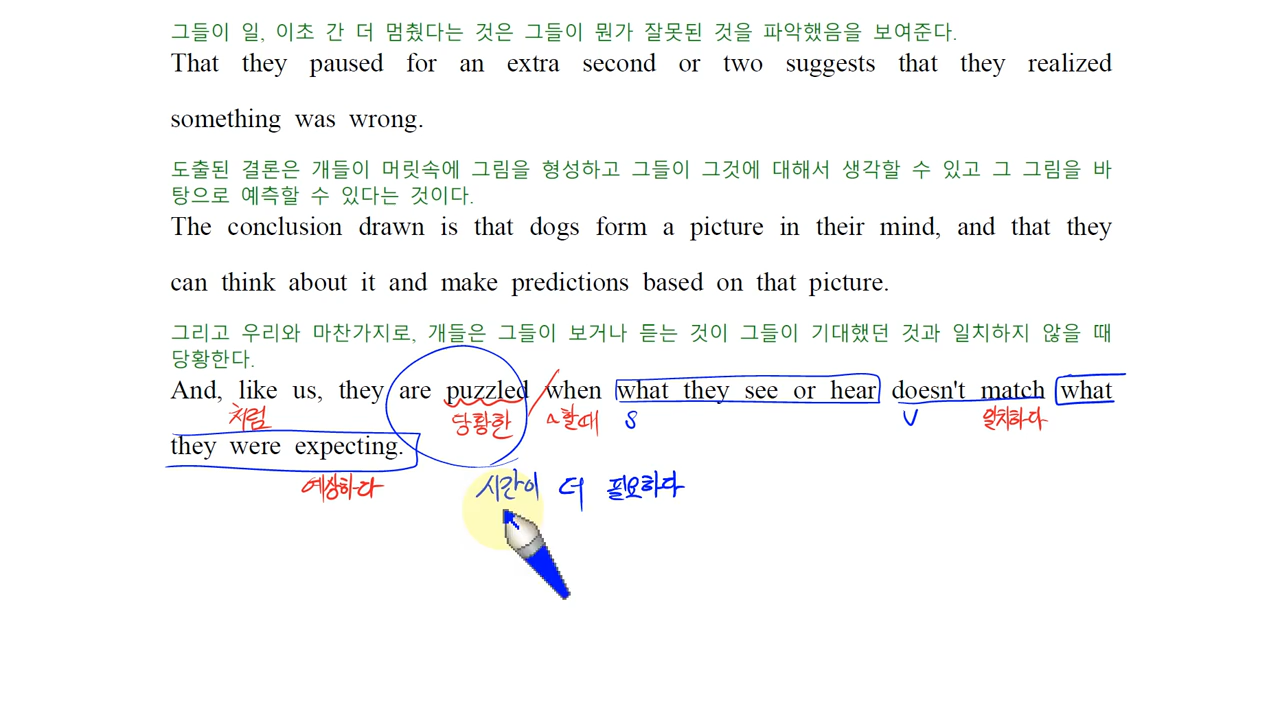 그들이 일, 이초 간 더 멈췄다는 것은 그들이 뭔가 잘못된 것을 파악했음을 보여준다.
That they paused for an extra second or two suggests that they realized
something was wrong.
도출된 결론은 개들이 머릿속에 그림을 형성하고 그들이 그것에 대해서 생각할 수 있고 그 그림을 바
탕으로 예측할 수 있다는 것이다.
The conclusion drawn is that dogs form a picture in their mind, and that they
can think about it and make predictions based on that picture.
그리고 우리와 마찬가지로, 개들은 그들이 보거나 듣는 것이 그들이 기대했던 것과 일치하지 않을 때
당황한다.
And, like us, they are puzzled when what they see or hear doesn't match what
처럼 당황한 ~할때 S V 일치하다
they were expecting.
예상하다 시간이 더 필요하다